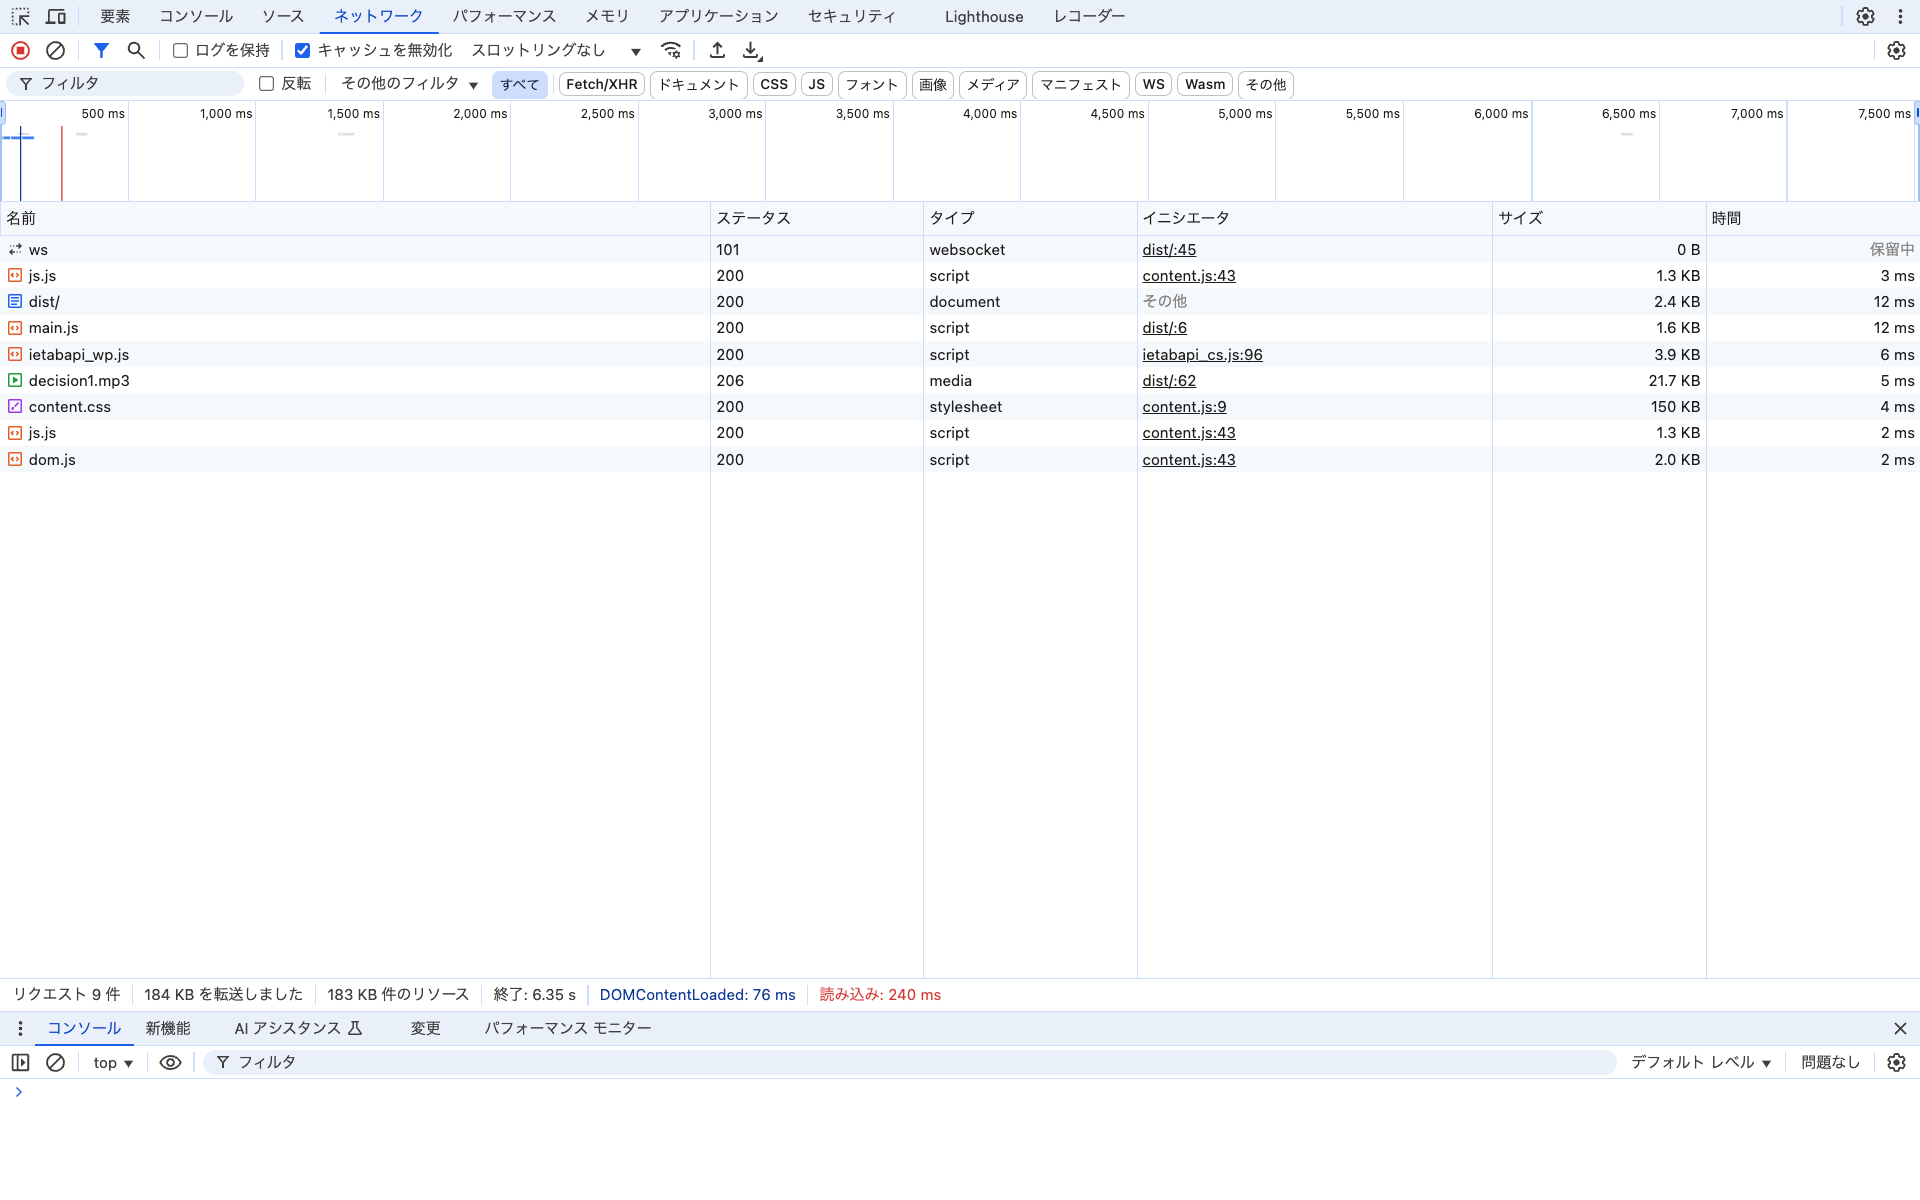 要素 コンソール ソース ネットワーク パフォーマンス メモリ アプリケーション セキュリティ Lighthouse レコーダー
ログを保持 キャッシュを無効化 スロットリングなし
フィルタ 反転 その他のフィルタ すべて Fetch/XHR ドキュメント CSS JS フォント 画像 メディア マニフェスト WS Wasm その他
500 ms 1,000 ms 1,500 ms 2,000 ms 2,500 ms 3,000 ms 3,500 ms 4,000 ms 4,500 ms 5,000 ms 5,500 ms 6,000 ms 6,500 ms 7,000 ms 7,500 ms
名前 ステータス タイプ イニシエータ サイズ 時間
ws 101 websocket dist/:45 0 B 保留中
js.js 200 script content.js:43 1.3 KB 3 ms
dist/ 200 document その他 2.4 KB 12 ms
main.js 200 script dist/:6 1.6 KB 12 ms
ietabapi_wp.js 200 script ietabapi_cs.js:96 3.9 KB 6 ms
decision1.mp3 206 media dist/:62 21.7 KB 5 ms
content.css 200 stylesheet content.js:9 150 KB 4 ms
js.js 200 script content.js:43 1.3 KB 2 ms
dom.js 200 script content.js:43 2.0 KB 2 ms
リクエスト 9 件 184 KB を転送しました 183 KB 件のリソース 終了: 6.35 s DOMContentLoaded: 76 ms 読み込み: 240 ms
コンソール 新機能 AI アシスタンス 変更 パフォーマンス モニター
top フィルタ デフォルト レベル 問題なし